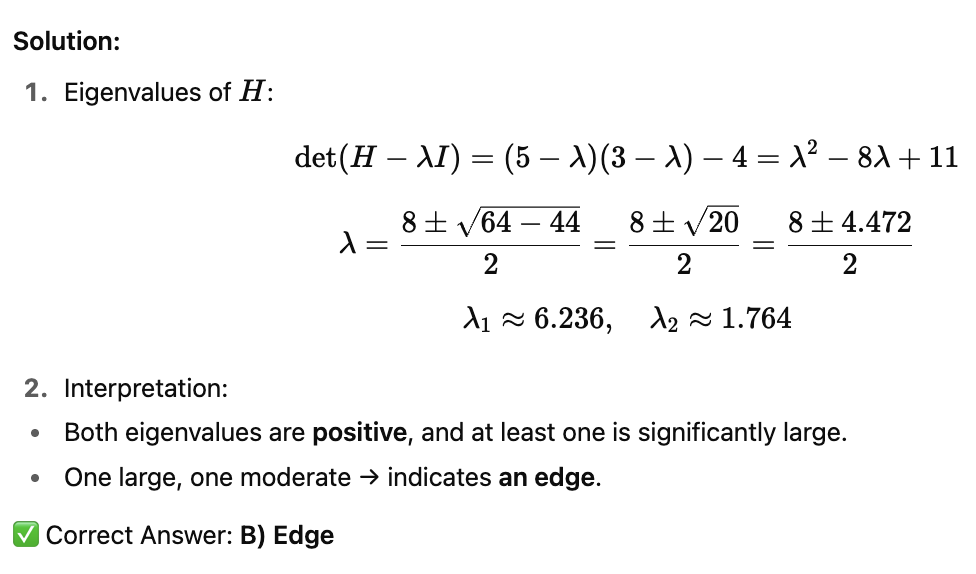 Solution:
1. Eigenvalues of H:
det(H − λI) = (5 − λ)(3 − λ) − 4 = λ² − 8λ + 11
λ = (8 ± √(64 − 44))/2 = (8 ± √20)/2 = (8 ± 4.472)/2
λ₁ ≈ 6.236, λ₂ ≈ 1.764
2. Interpretation:
• Both eigenvalues are positive, and at least one is significantly large.
• One large, one moderate → indicates an edge.
✅ Correct Answer: B) Edge